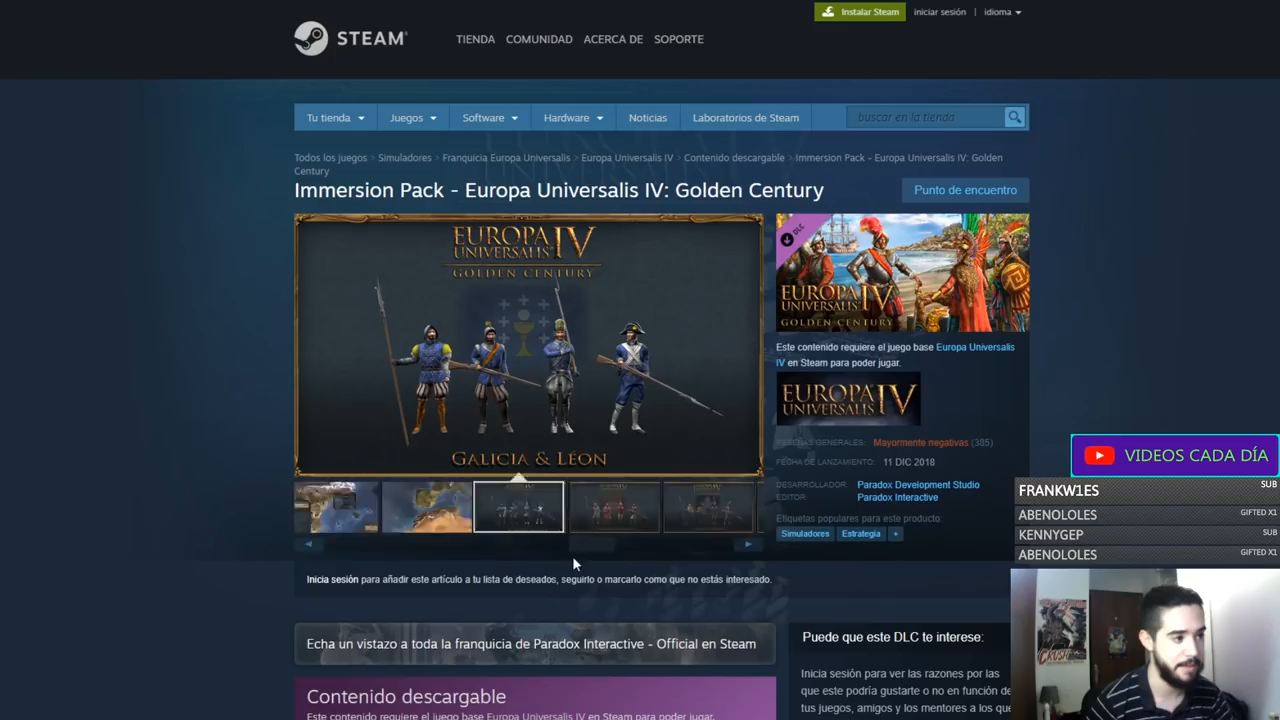 Instalar Steam
iniciar sesión | idioma
STEAM
TIENDA COMUNIDAD ACERCA DE SOPORTE
Tu tienda Juegos Software Hardware Noticias Laboratorios de Steam buscar en la tienda
Todos los juegos > Simuladores > Franquicia Europa Universalis > Europa Universalis IV > Contenido descargable > Immersion Pack - Europa Universalis IV: Golden
Century
Immersion Pack - Europa Universalis IV: Golden Century
Punto de encuentro
EUROPA
UNIVERSALIS IV
GOLDEN CENTURY
GALICIA & LÉON
DLC
EUROPA
UNIVERSALIS IV
GOLDEN CENTURY
Este contenido requiere el juego base Europa Universalis
IV en Steam para poder jugar.
EUROPA
UNIVERSALIS IV
RESEÑAS GENERALES: Mayormente negativas (385)
FECHA DE LANZAMIENTO: 11 DIC 2018
DESARROLLADOR: Paradox Development Studio
EDITOR: Paradox Interactive
Etiquetas populares para este producto:
Simuladores Estrategia +
Inicia sesión para añadir este artículo a tu lista de deseados, seguirlo o marcarlo como que no estás interesado.
Echa un vistazo a toda la franquicia de Paradox Interactive - Official en Steam
Contenido descargable
Este contenido requiere el juego base Europa Universalis IV en Steam para poder jugar.
Puede que este DLC te interese:
Inicia sesión para ver las razones por las
que este podría gustarte o no en función de
tus juegos, amigos y los mentores a los que
VIDEOS CADA DÍA
FRANKW1ES SUB
ABENOLOLES GIFTED X1
KENNYGEP SUB
ABENOLOLES GIFTED X1